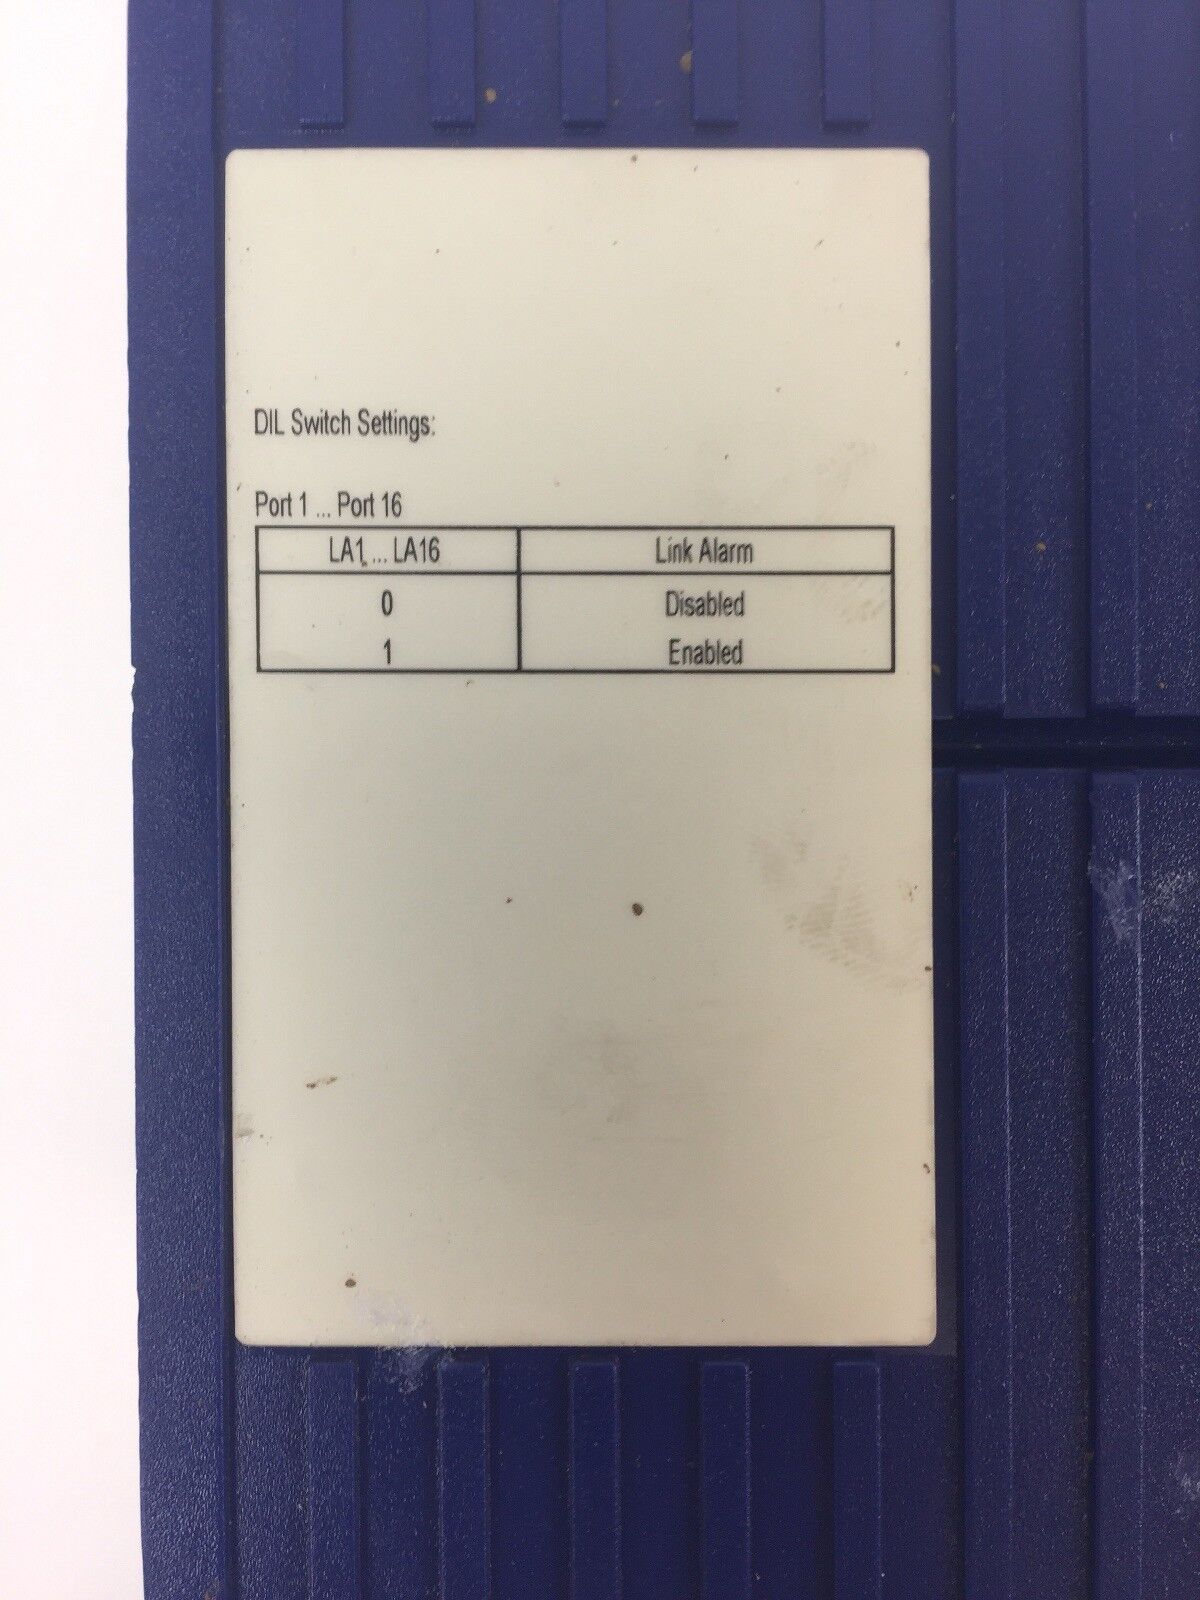 DIL Switch Settings:
Port 1 ... Port 16
LA1 ... LA16 Link Alarm
0 Disabled
1 Enabled